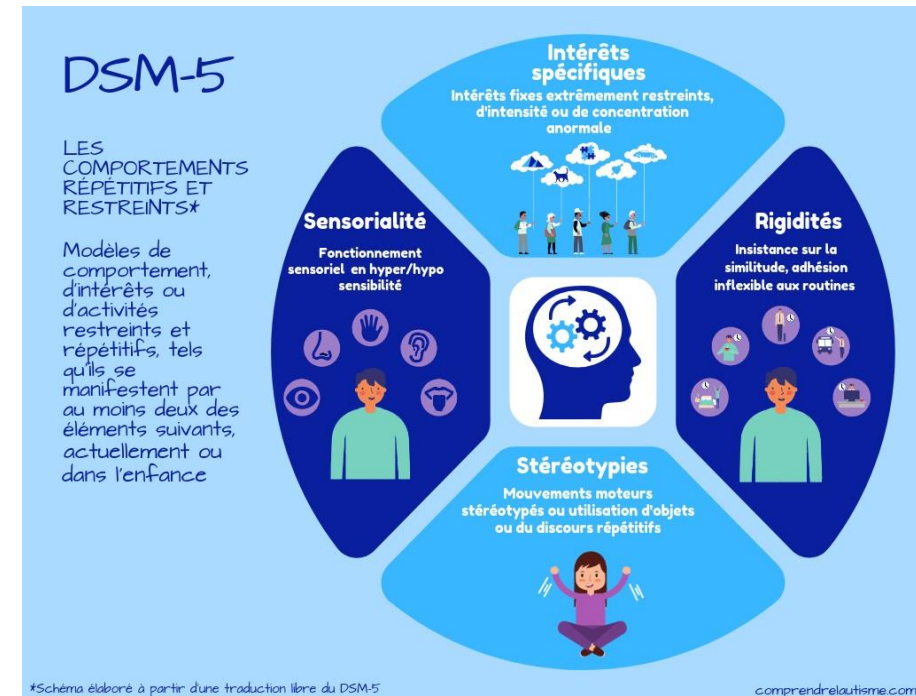 DSM-5
LES
COMPORTEMENTS
RÉPÉTITIFS ET
RESTREINTS*
Modèles de
comportement,
d'intérêts ou
d'activités
restreints et
répétitifs, tels
qu'ils se
manifestent par
au moins deux des
éléments suivants,
actuellement ou
dans l'enfance
Intérêts
spécifiques
Intérêts fixes extrêmement restreints,
d'intensité ou de concentration
anormale
Sensorialité
Fonctionnement
sensoriel en hyper/hypo
sensibilité
Rigidités
Insistance sur la
similitude, adhésion
inflexible aux routines
Stéréotypies
Mouvements moteurs
stéréotypés ou utilisation d'objets
ou du discours répétitifs
*Schéma élaboré à partir d'une traduction libre du DSM-5
comprendrelautisme.com